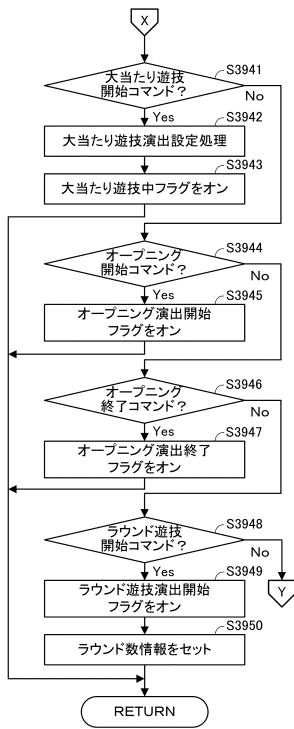 X
大当たり遊技
開始コマンド？
S3941
No
Yes
S3942
大当たり遊技演出設定処理
S3943
大当たり遊技中フラグをオン
オープニング
開始コマンド？
S3944
No
Yes
S3945
オープニング演出開始
フラグをオン
オープニング
終了コマンド？
S3946
No
Yes
S3947
オープニング演出終了
フラグをオン
ラウンド遊技
開始コマンド？
S3948
No
Yes
S3949
ラウンド遊技演出開始
フラグをオン
Y
S3950
ラウンド数情報をセット
RETURN